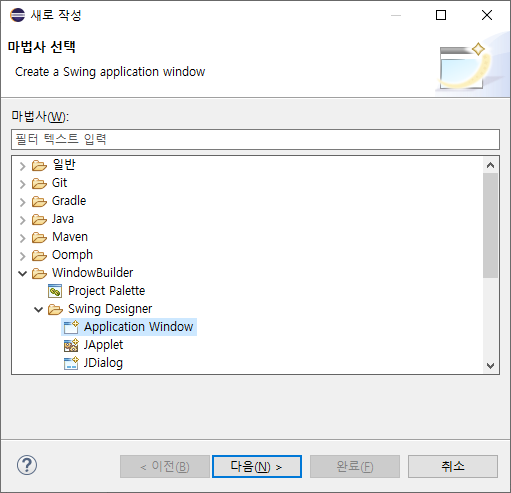 새로 작성
마법사 선택
Create a Swing application window
마법사(W):
필터 텍스트 입력
일반
Git
Gradle
Java
Maven
Oomph
WindowBuilder
Project Palette
Swing Designer
Application Window
JApplet
JDialog
< 이전(B) 다음(N) > 완료(F) 취소